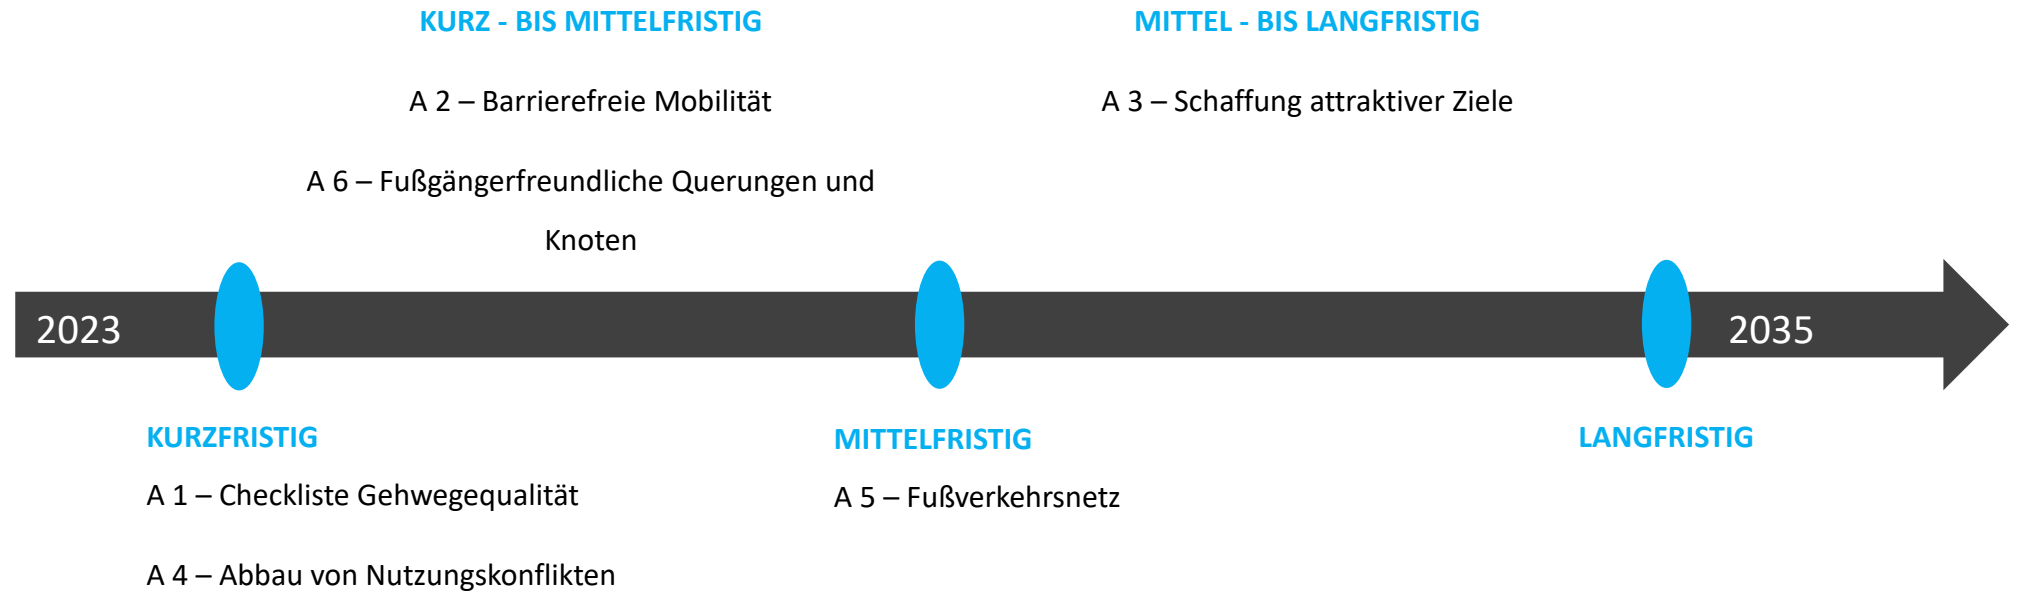 KURZ - BIS MITTELFRISTIG
A 2 – Barrierefreie Mobilität
A 6 – Fußgängerfreundliche Querungen und
Knoten
MITTEL - BIS LANGFRISTIG
A 3 – Schaffung attraktiver Ziele
2023
2035
KURZFRISTIG
A 1 – Checkliste Gehwegequalität
A 4 – Abbau von Nutzungskonflikten
MITTELFRISTIG
A 5 – Fußverkehrsnetz
LANGFRISTIG